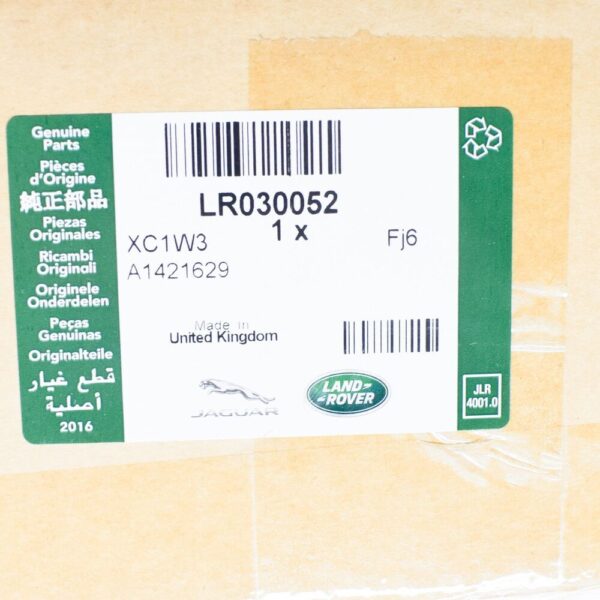 Genuine
Parts
Pièces
d'Origine
純正部品
Piezas
Originales
Ricambi
Originali
Originele
Onderdelen
Peças
Genuinas
Originalteile
قطع غيار
أصلية
2016
LR030052
1 x
XC1W3
Fj6
A1421629
Made in
United Kingdom
JAGUAR
LAND-
ROVER
JLR
4001.0